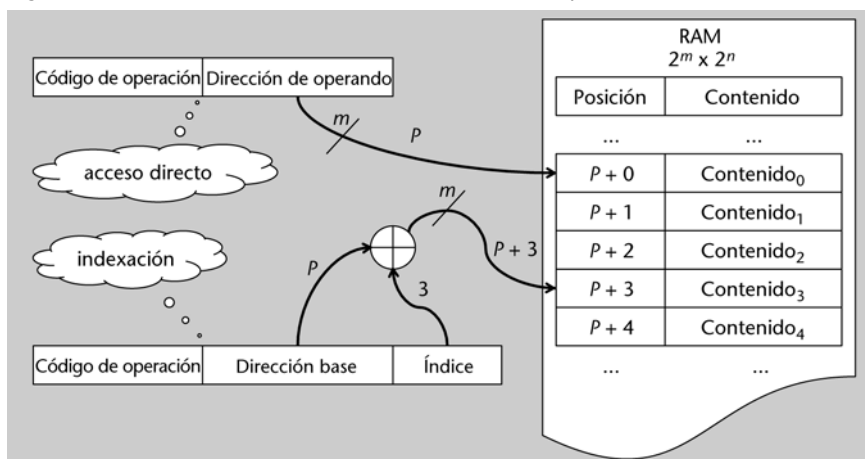 Código de operación Dirección de operando
m
P
acceso directo
indexación
m
P
P + 3
3
Código de operación Dirección base Índice
RAM
2^m x 2^n
Posición Contenido
... ...
P + 0 Contenido₀
P + 1 Contenido₁
P + 2 Contenido₂
P + 3 Contenido₃
P + 4 Contenido₄
... ...